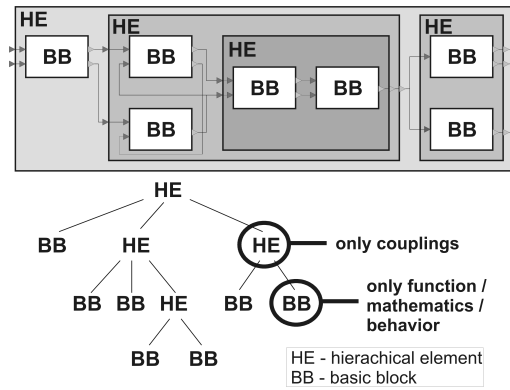 HE
HE
HE
HE
BB
BB
BB
BB
BB
BB
BB
HE
BB
HE
HE
only couplings
BB
BB
HE
BB
BB
only function /
mathematics /
behavior
BB
BB
HE - hierachical element
BB - basic block